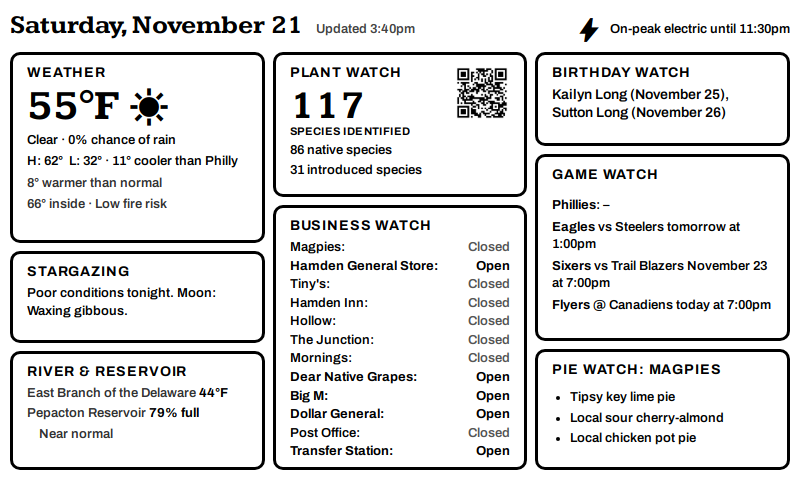 Saturday, November 21
Updated 3:40pm
On-peak electric until 11:30pm
WEATHER
55°F
Clear · 0% chance of rain
H: 62° L: 32° · 11° cooler than Philly
8° warmer than normal
66° inside · Low fire risk
STARGAZING
Poor conditions tonight. Moon:
Waxing gibbous.
RIVER & RESERVOIR
East Branch of the Delaware 44°F
Pepacton Reservoir 79% full
Near normal
PLANT WATCH
117
SPECIES IDENTIFIED
86 native species
31 introduced species
BUSINESS WATCH
Magpies: Closed
Hamden General Store: Open
Tiny's: Closed
Hamden Inn: Closed
Hollow: Closed
The Junction: Closed
Mornings: Closed
Dear Native Grapes: Open
Big M: Open
Dollar General: Open
Post Office: Closed
Transfer Station: Open
BIRTHDAY WATCH
Kailyn Long (November 25),
Sutton Long (November 26)
GAME WATCH
Phillies: –
Eagles vs Steelers tomorrow at
1:00pm
Sixers vs Trail Blazers November 23
at 7:00pm
Flyers @ Canadiens today at 7:00pm
PIE WATCH: MAGPIES
• Tipsy key lime pie
• Local sour cherry-almond
• Local chicken pot pie